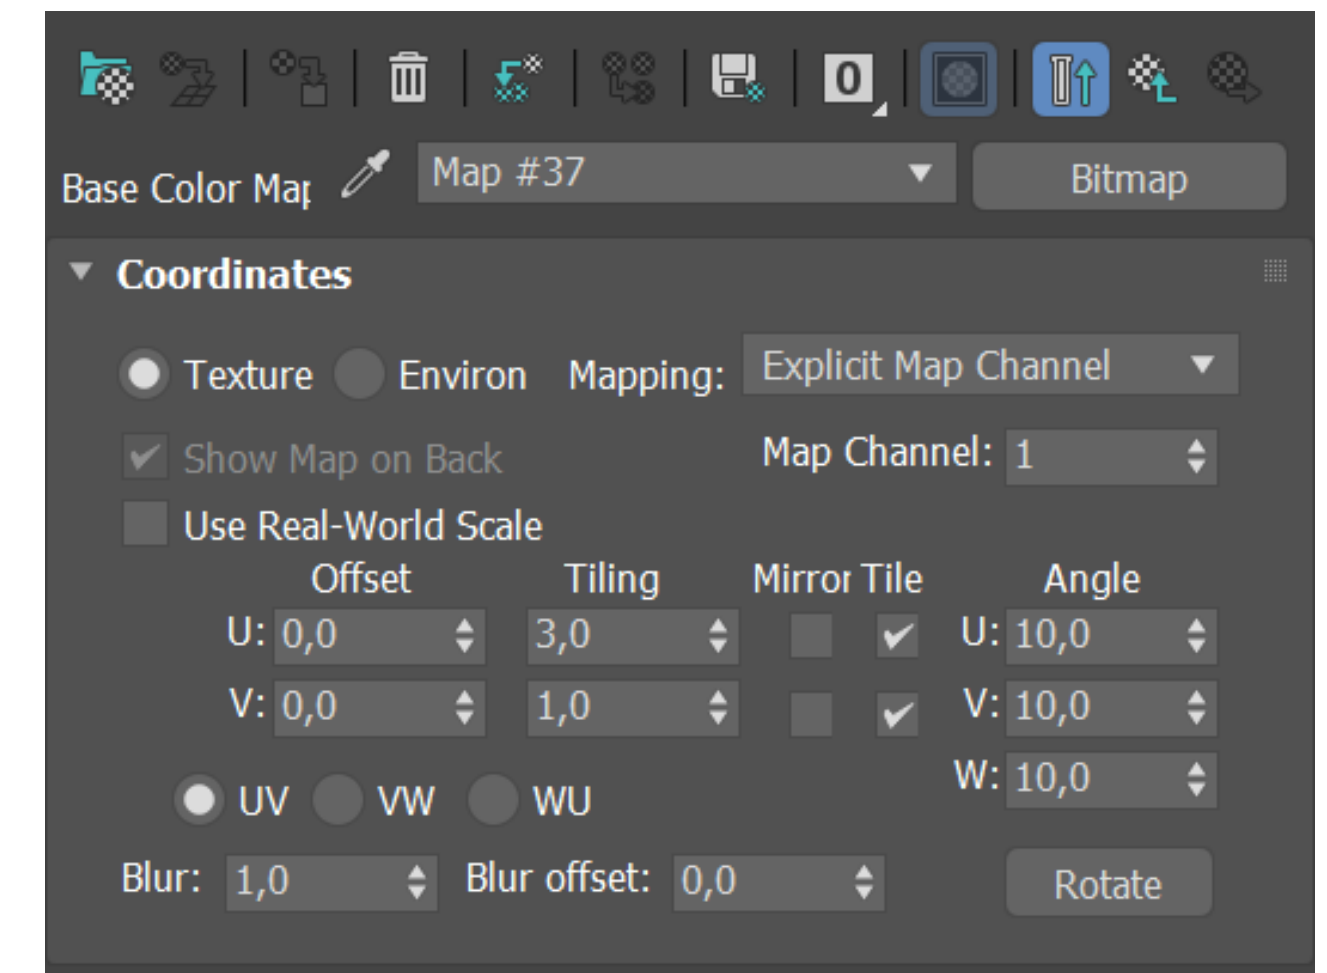 0
Base Color Map Map #37 Bitmap
Coordinates
Texture Environ Mapping: Explicit Map Channel
Show Map on Back Map Channel: 1
Use Real-World Scale
Offset Tiling Mirror Tile Angle
U: 0,0 3,0 U: 10,0
V: 0,0 1,0 V: 10,0
W: 10,0
UV VW WU
Blur: 1,0 Blur offset: 0,0 Rotate